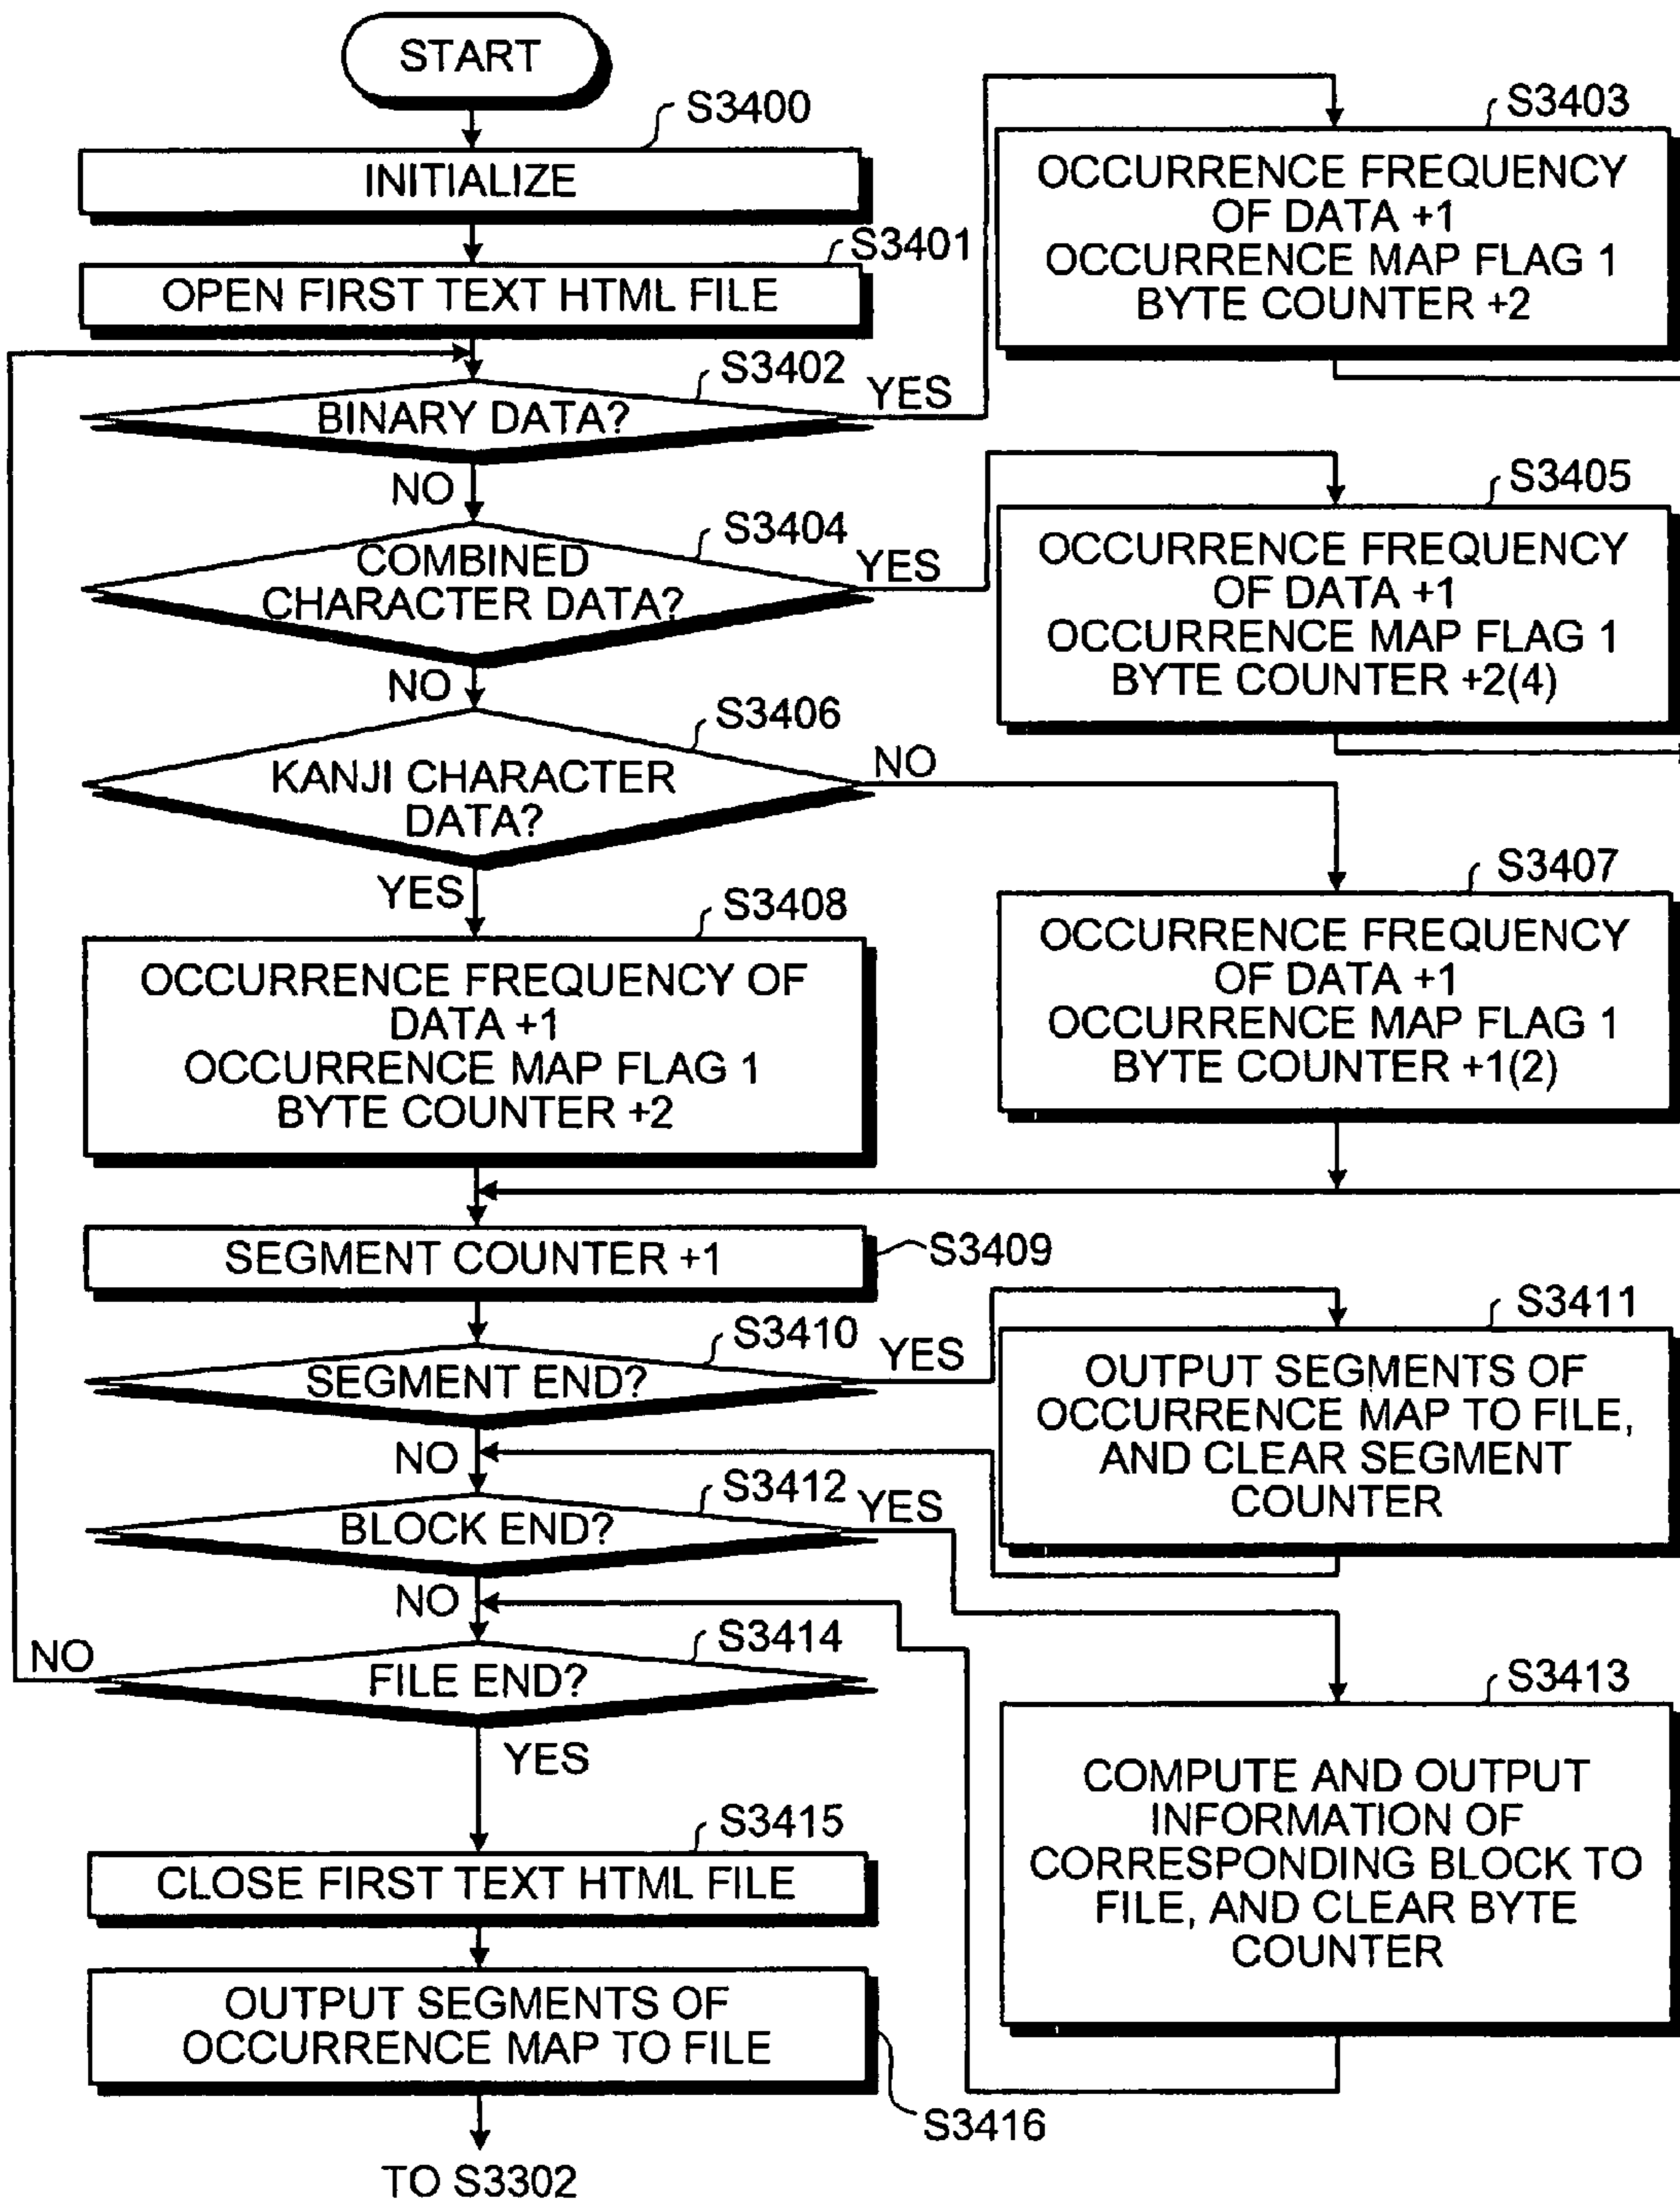 START
S3400
INITIALIZE
S3401
OPEN FIRST TEXT HTML FILE
S3402
BINARY DATA?
YES
NO
S3403
OCCURRENCE FREQUENCY
OF DATA +1
OCCURRENCE MAP FLAG 1
BYTE COUNTER +2
S3404
COMBINED
CHARACTER DATA?
YES
NO
S3405
OCCURRENCE FREQUENCY
OF DATA +1
OCCURRENCE MAP FLAG 1
BYTE COUNTER +2(4)
S3406
KANJI CHARACTER
DATA?
NO
YES
S3407
OCCURRENCE FREQUENCY
OF DATA +1
OCCURRENCE MAP FLAG 1
BYTE COUNTER +1(2)
S3408
OCCURRENCE FREQUENCY OF
DATA +1
OCCURRENCE MAP FLAG 1
BYTE COUNTER +2
SEGMENT COUNTER +1
S3409
S3410
SEGMENT END?
YES
NO
S3411
OUTPUT SEGMENTS OF
OCCURRENCE MAP TO FILE,
AND CLEAR SEGMENT
COUNTER
S3412
BLOCK END?
YES
NO
S3413
COMPUTE AND OUTPUT
INFORMATION OF
CORRESPONDING BLOCK TO
FILE, AND CLEAR BYTE
COUNTER
S3414
FILE END?
NO
YES
S3415
CLOSE FIRST TEXT HTML FILE
OUTPUT SEGMENTS OF
OCCURRENCE MAP TO FILE
S3416
TO S3302